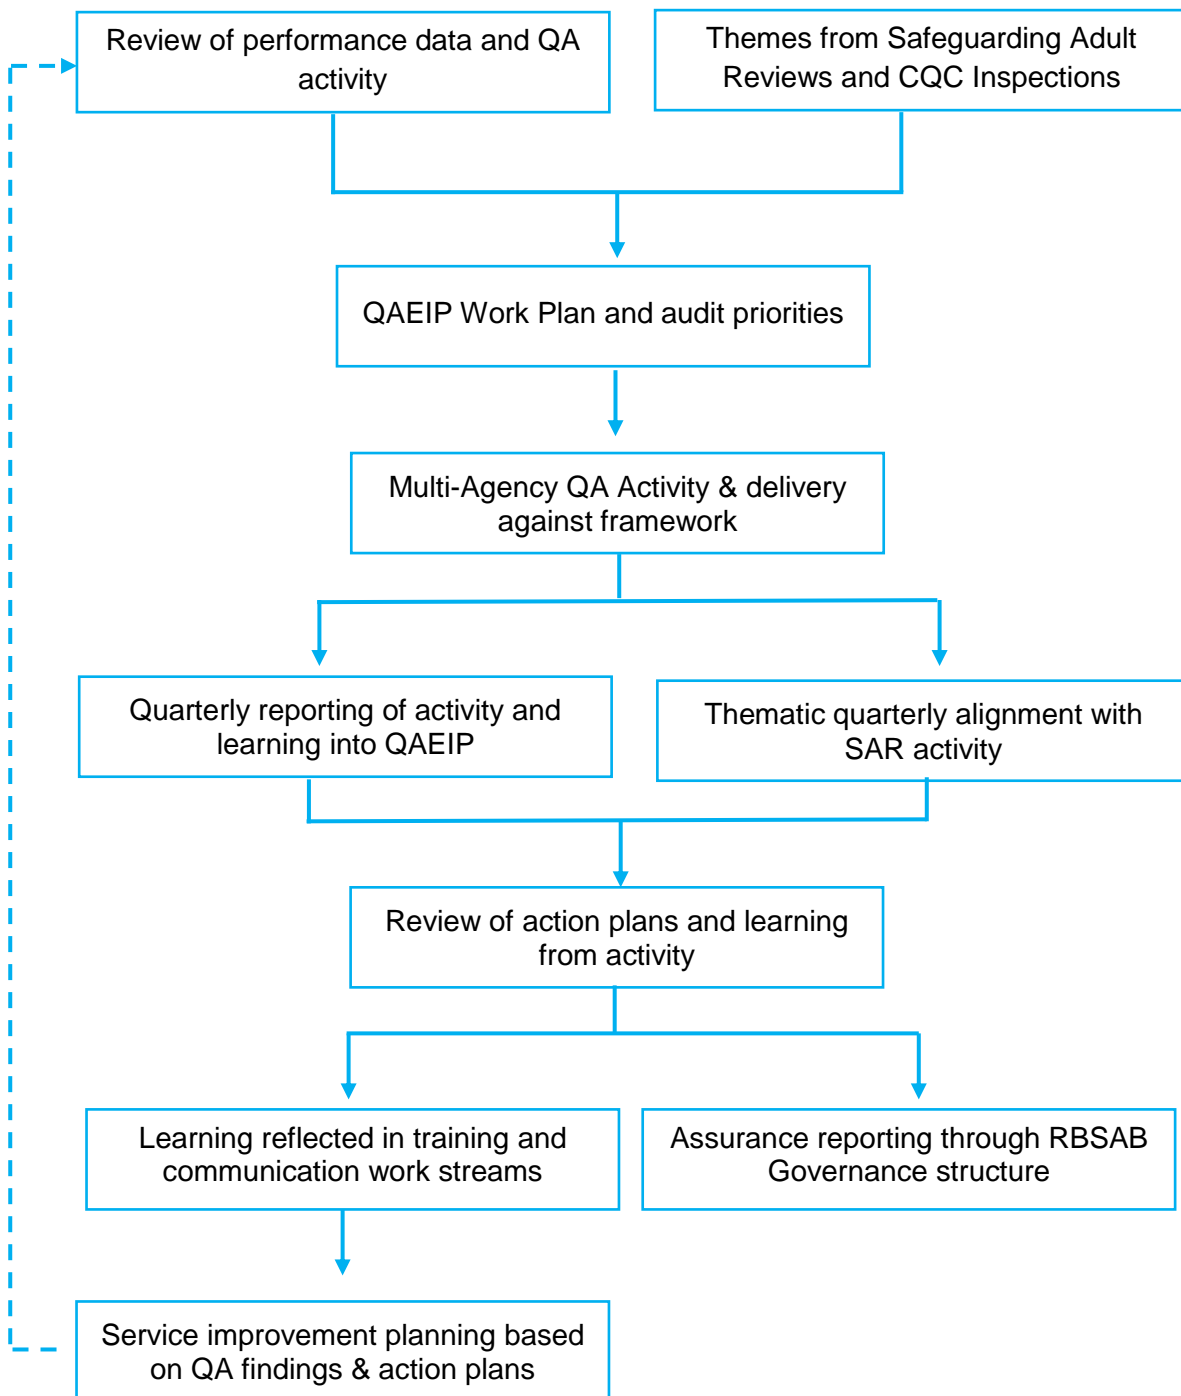 Review of performance data and QA
activity
Themes from Safeguarding Adult
Reviews and CQC Inspections
QAEIP Work Plan and audit priorities
Multi-Agency QA Activity & delivery
against framework
Quarterly reporting of activity and
learning into QAEIP
Thematic quarterly alignment with
SAR activity
Review of action plans and learning
from activity
Learning reflected in training and
communication work streams
Assurance reporting through RBSAB
Governance structure
Service improvement planning based
on QA findings & action plans